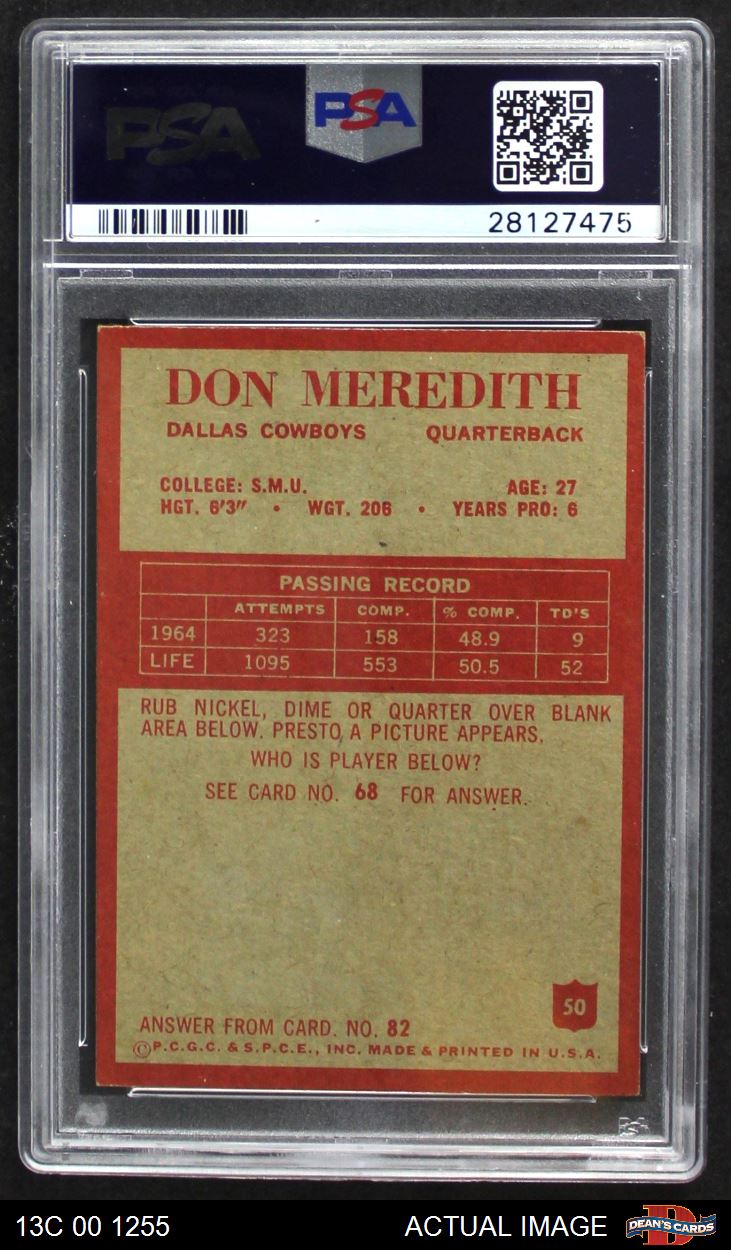 PSA
PSA
28127475
DON MEREDITH
DALLAS COWBOYS QUARTERBACK
COLLEGE: S.M.U. AGE: 27
HGT. 6'3" • WGT. 206 • YEARS PRO: 6
PASSING RECORD
ATTEMPTS COMP. % COMP. TD'S
1964 323 158 48.9 9
LIFE 1095 553 50.5 52
RUB NICKEL, DIME OR QUARTER OVER BLANK
AREA BELOW. PRESTO A PICTURE APPEARS.
WHO IS PLAYER BELOW?
SEE CARD NO. 68 FOR ANSWER.
50
ANSWER FROM CARD. NO. 82
©P.C.G.C. & S.P.C.E., INC. MADE & PRINTED IN U.S.A.
PSA
13C 00 1255 ACTUAL IMAGE D DEAN'S CARDS